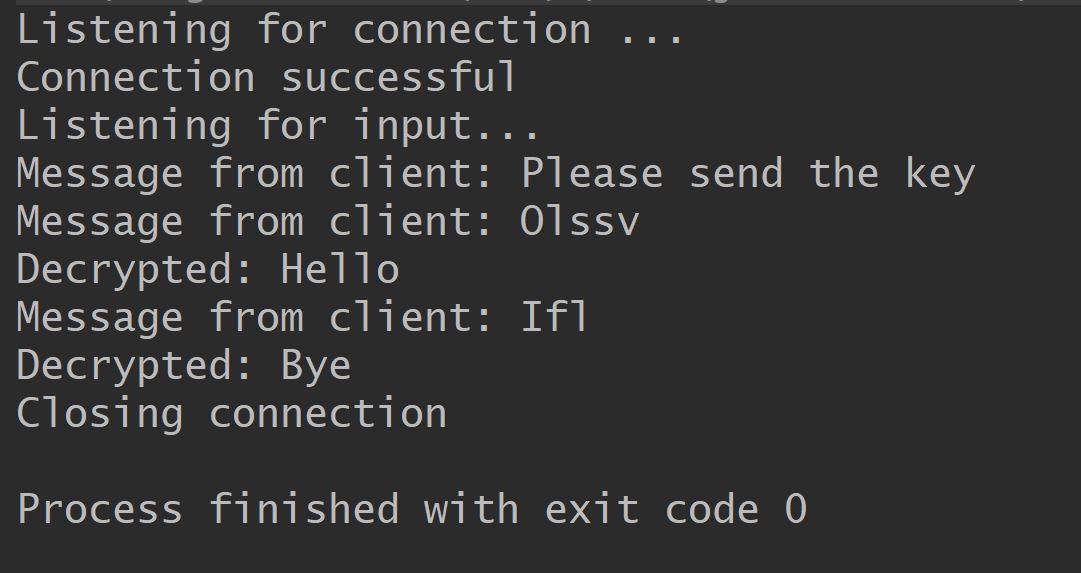 Listening for connection ...
Connection successful
Listening for input...
Message from client: Please send the key
Message from client: Olssv
Decrypted: Hello
Message from client: Ifl
Decrypted: Bye
Closing connection
Process finished with exit code 0